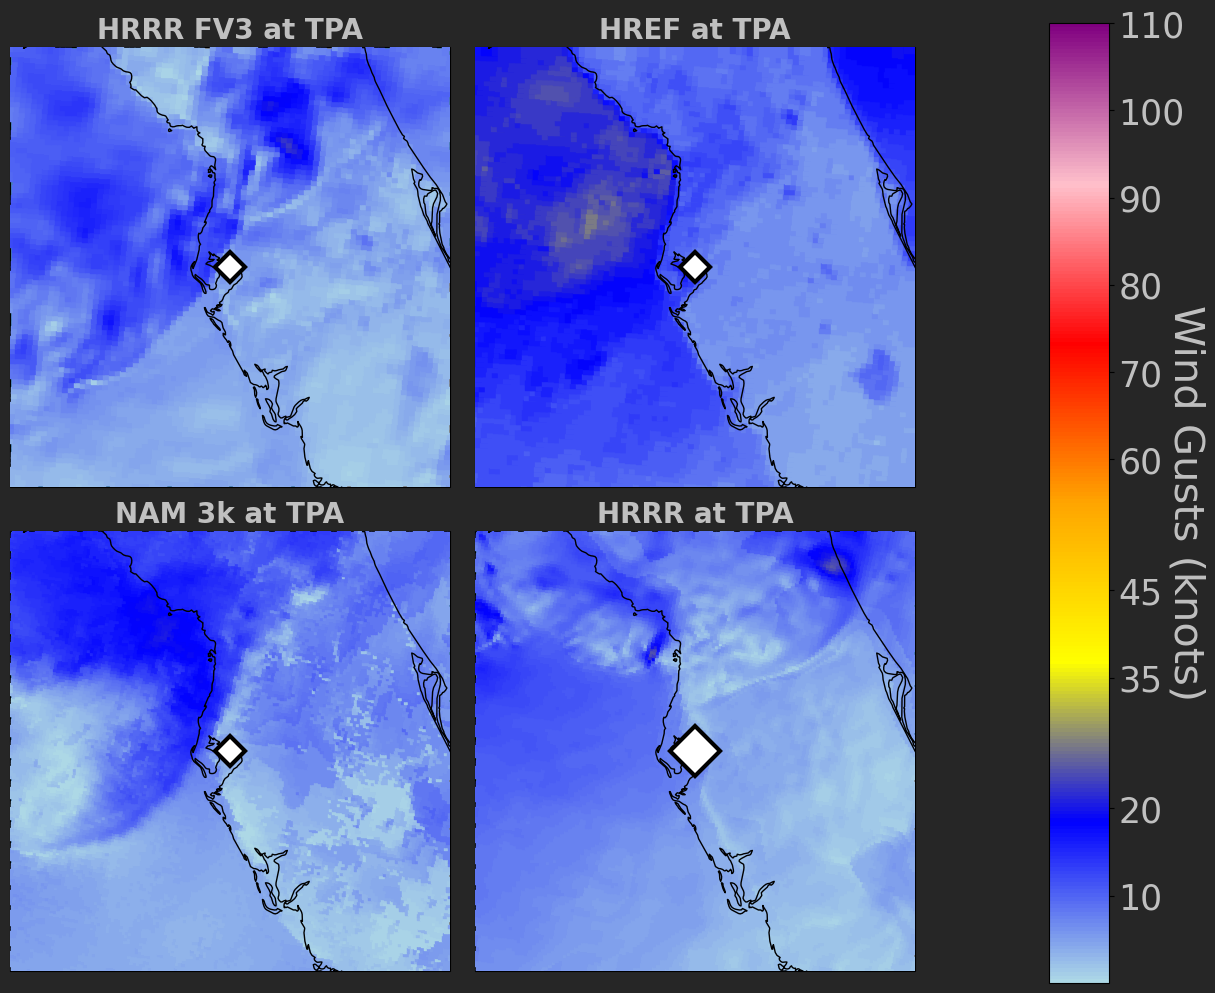 HRRR FV3 at TPA
HREF at TPA
NAM 3k at TPA
HRRR at TPA
110
100
90
80
70
60
45
35
20
10
Wind Gusts (knots)